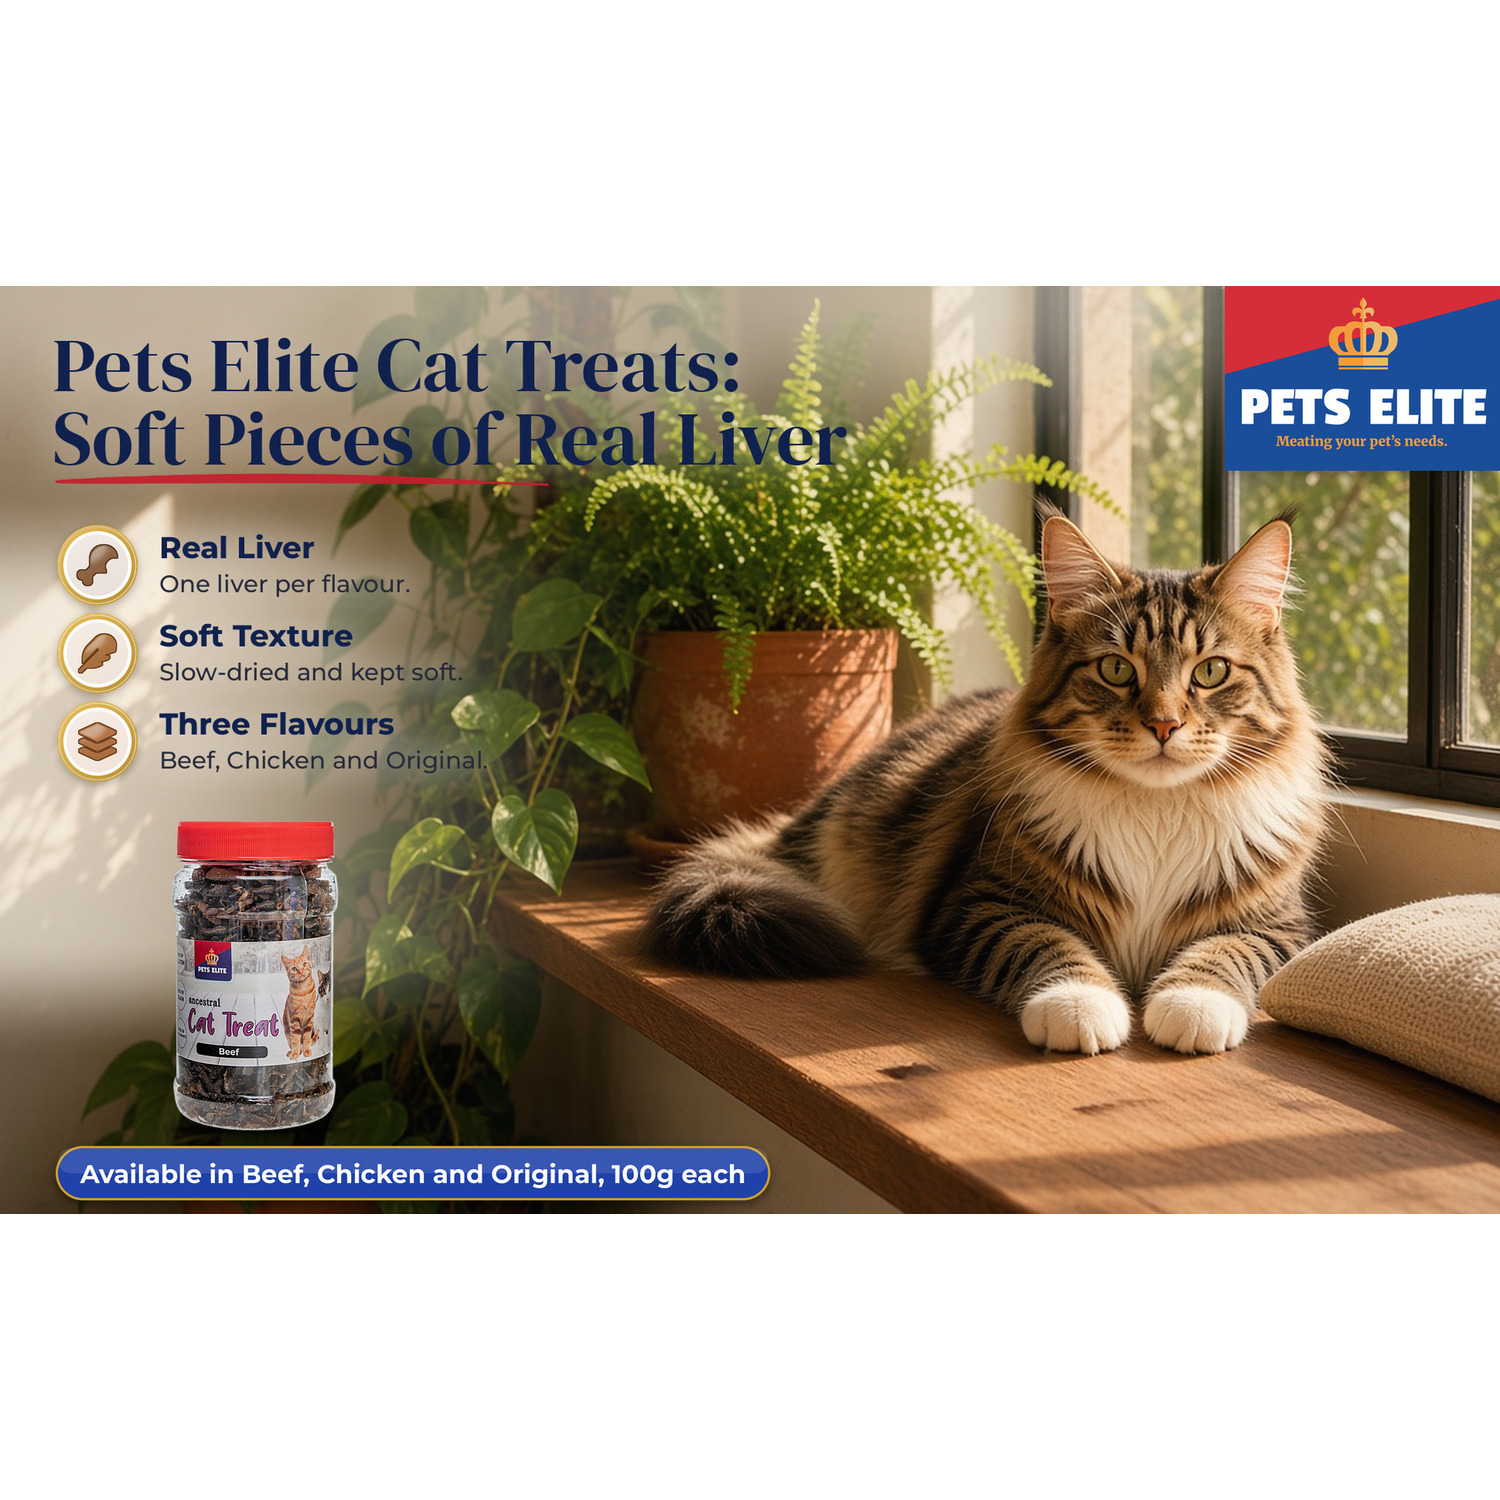 Pets Elite Cat Treats:
Soft Pieces of Real Liver
PETS ELITE
Meating your pet's needs.
Real Liver
One liver per flavour.
Soft Texture
Slow-dried and kept soft.
Three Flavours
Beef, Chicken and Original.
PETS ELITE
ancestral
Cat Treat
Beef
Available in Beef, Chicken and Original, 100g each